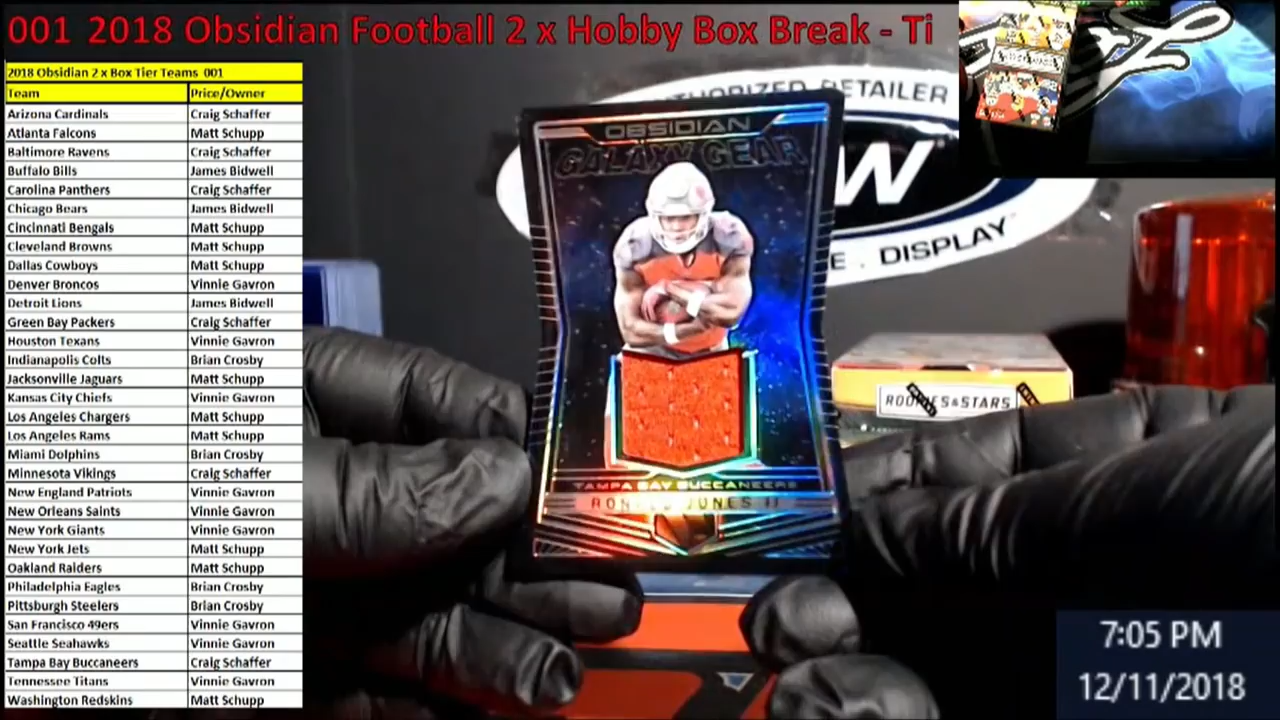 001 2018 Obsidian Football 2 x Hobby Box Break - Ti
2018 Obsidian 2 x Box Tier Teams 001
Team Price/Owner
Arizona Cardinals Craig Schaffer
Atlanta Falcons Matt Schupp
Baltimore Ravens Craig Schaffer
Buffalo Bills James Bidwell
Carolina Panthers Craig Schaffer
Chicago Bears James Bidwell
Cincinnati Bengals Matt Schupp
Cleveland Browns Matt Schupp
Dallas Cowboys Matt Schupp
Denver Broncos Vinnie Gavron
Detroit Lions James Bidwell
Green Bay Packers Craig Schaffer
Houston Texans Vinnie Gavron
Indianapolis Colts Brian Crosby
Jacksonville Jaguars Matt Schupp
Kansas City Chiefs Vinnie Gavron
Los Angeles Chargers Matt Schupp
Los Angeles Rams Matt Schupp
Miami Dolphins Brian Crosby
Minnesota Vikings Craig Schaffer
New England Patriots Vinnie Gavron
New Orleans Saints Vinnie Gavron
New York Giants Vinnie Gavron
New York Jets Matt Schupp
Oakland Raiders Matt Schupp
Philadelphia Eagles Brian Crosby
Pittsburgh Steelers Brian Crosby
San Francisco 49ers Vinnie Gavron
Seattle Seahawks Vinnie Gavron
Tampa Bay Buccaneers Craig Schaffer
Tennessee Titans Vinnie Gavron
Washington Redskins Matt Schupp
RETAILER
W
. DISPLAY
OBSIDIAN
GALAXY GEAR
TAMPA BAY BUCCANEERS
JONES II
ROOKIES & STARS
7:05 PM
12/11/2018